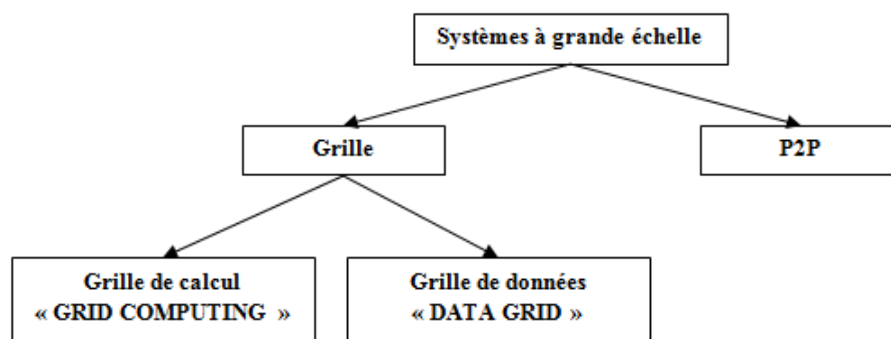 Systèmes à grande échelle
Grille
P2P
Grille de calcul
« GRID COMPUTING »
Grille de données
« DATA GRID »